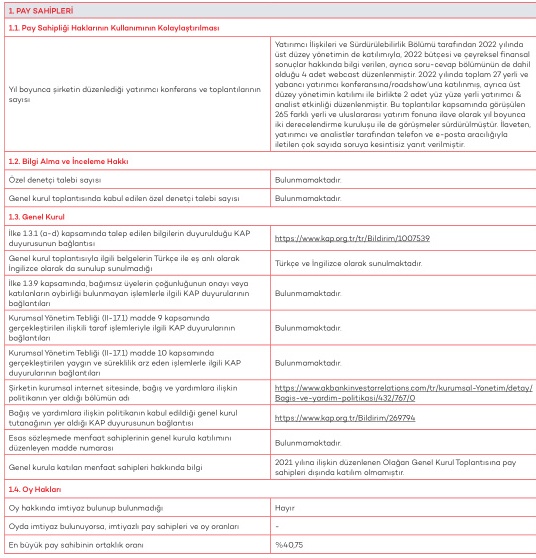 1. PAY SAHİPLERİ
1.1. Pay Sahipliği Haklarının Kullanımının Kolaylaştırılması
Yıl boyunca şirketin düzenlediği yatırımcı konferans ve toplantılarının
sayısı
Yatırımcı İlişkileri ve Sürdürülebilirlik Bölümü tarafından 2022 yılında
üst düzey yönetimin de katılımıyla, 2022 bütçesi ve çeyreksel finansal
sonuçlar hakkında bilgi verilen, ayrıca soru-cevap bölümünün de dahil
olduğu 4 adet webcast düzenlenmiştir. 2022 yılında toplam 27 yerli ve
yabancı yatırımcı konferansına/roadshow'una katılınmış, ayrıca üst
düzey yönetimin katılımı ile birlikte 2 adet yüz yüze yerli yatırımcı &
analist etkinliği düzenlenmiştir. Bu toplantılar kapsamında görüşülen
265 farklı yerli ve uluslararası yatırım fonuna ilave olarak yıl boyunca
iki derecelendirme kuruluşu ile de görüşmeler sürdürülmüştür. İlaveten,
yatırımcı ve analistler tarafından telefon ve e-posta aracılığıyla
iletilen çok sayıda soruya kesintisiz yanıt verilmiştir.
1.2. Bilgi Alma ve İnceleme Hakkı
Özel denetçi talebi sayısı
Bulunmamaktadır.
Genel kurul toplantısında kabul edilen özel denetçi talebi sayısı
Bulunmamaktadır.
1.3. Genel Kurul
İlke 1.3.1 (a-d) kapsamında talep edilen bilgilerin duyurulduğu KAP
duyurusunun bağlantısı
https://www.kap.org.tr/tr/Bildirim/1007539
Genel kurul toplantısıyla ilgili belgelerin Türkçe ile eş anlı olarak
İngilizce olarak da sunulup sunulmadığı
Türkçe ve İngilizce olarak sunulmaktadır.
İlke 1.3.9 kapsamında, bağımsız üyelerin çoğunluğunun onayı veya
katılanların oybirliği bulunmayan işlemlerle ilgili KAP duyurularının
bağlantıları
Bulunmamaktadır.
Kurumsal Yönetim Tebliği (II-17.1) madde 9 kapsamında
gerçekleştirilen ilişkili taraf işlemleriyle ilgili KAP duyurularının
bağlantıları
Bulunmamaktadır.
Kurumsal Yönetim Tebliği (II-17.1) madde 10 kapsamında
gerçekleştirilen yaygın ve süreklilik arz eden işlemlerle ilgili KAP
duyurularının bağlantıları
Bulunmamaktadır.
Şirketin kurumsal internet sitesinde, bağış ve yardımlara ilişkin
politikanın yer aldığı bölümün adı
https://www.akbankinvestorrelations.com/tr/kurumsal-Yonetim/detay/
Bagis-ve-yardim-politikasi/432/767/0
Bağış ve yardımlara ilişkin politikanın kabul edildiği genel kurul
tutanağının yer aldığı KAP duyurusunun bağlantısı
https://www.kap.org.tr/Bildirim/269794
Esas sözleşmede menfaat sahiplerinin genel kurula katılımını
düzenleyen madde numarası
Bulunmamaktadır.
Genel kurula katılan menfaat sahipleri hakkında bilgi
2021 yılına ilişkin düzenlenen Olağan Genel Kurul Toplantısına pay
sahipleri dışında katılım olmamıştır.
1.4. Oy Hakları
Oy hakkında imtiyaz bulunup bulunmadığı
Hayır
Oyda imtiyaz bulunuyorsa, imtiyazlı pay sahipleri ve oy oranları
-
En büyük pay sahibinin ortaklık oranı
%40,75